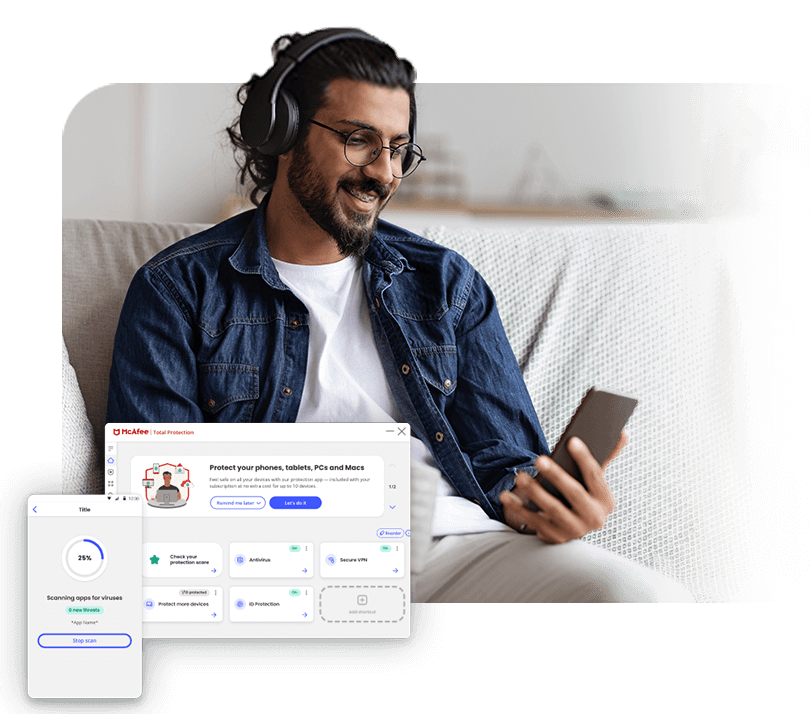 McAfee | Total Protection
Protect your phones, tablets, PCs and Macs
Feel safe on all your devices with our protection app — included with your
subscription at no extra cost for up to 10 devices.
1/2
Remind me later
Let's do it
Reorder
Check your
protection score
On
Antivirus
On
Secure VPN
1/10 protected
Protect more devices
On
ID Protection
Add shortcut
12:30
Title
25%
Scanning apps for viruses
0 new threats
*App Name*
Stop scan